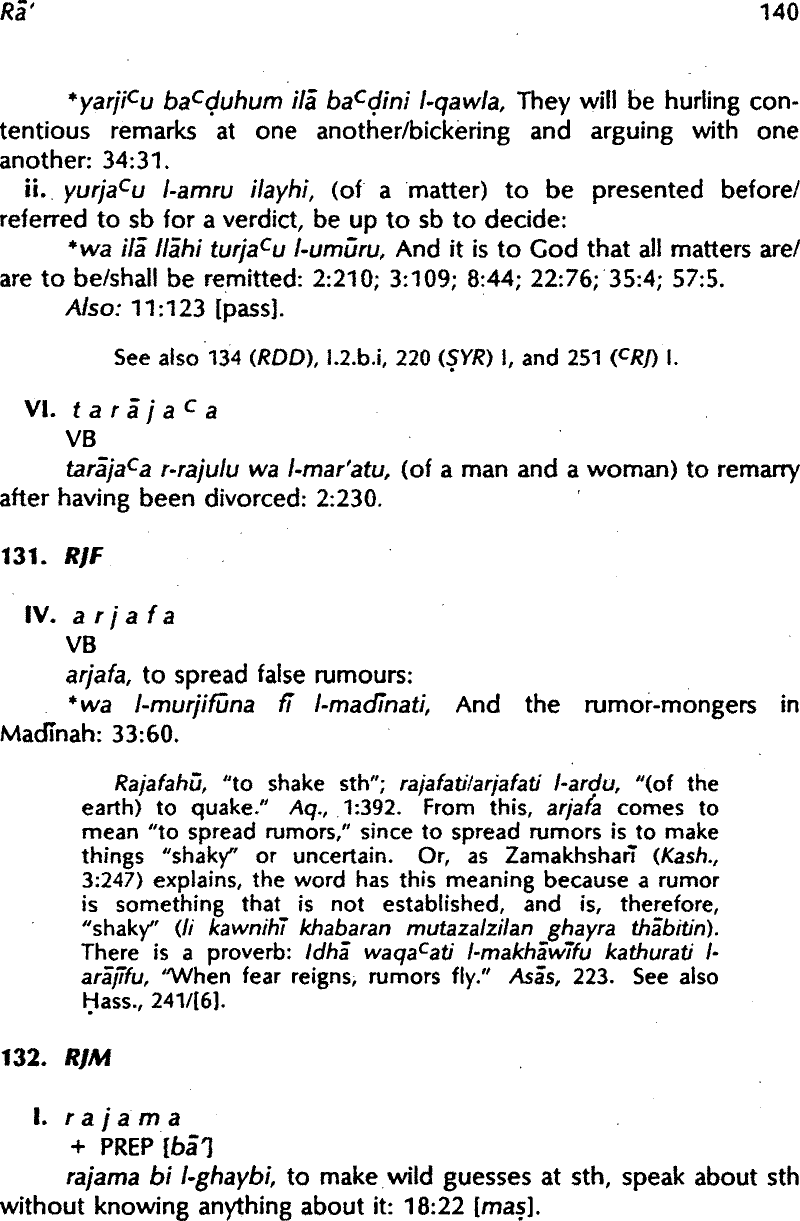 Rā' 140
*yarjiᶜu baᶜḍuhum ilā baᶜḍini l-qawla, They will be hurling con-
tentious remarks at one another/bickering and arguing with one
another: 34:31.
ii. yurjaᶜu l-amru ilayhi, (of a matter) to be presented before/
referred to sb for a verdict, be up to sb to decide:
*wa ilā llāhi turjaᶜu l-umūru, And it is to God that all matters are/
are to be/shall be remitted: 2:210; 3:109; 8:44; 22:76; 35:4; 57:5.
Also: 11:123 [pass].
See also 134 (RDD), I.2.b.i, 220 (ṢYR) I, and 251 (ᶜRJ) I.
VI. t a r ā j a ᶜ a
VB
tarājaᶜa r-rajulu wa l-mar'atu, (of a man and a woman) to remarry
after having been divorced: 2:230.
131. RJF
IV. a r j a f a
VB
arjafa, to spread false rumours:
*wa l-murjifūna fī l-madīnati, And the rumor-mongers in
Madīnah: 33:60.
Rajafahū, "to shake sth"; rajafati/arjafati l-arḍu, "(of the
earth) to quake." Aq., 1:392. From this, arjafa comes to
mean "to spread rumors," since to spread rumors is to make
things "shaky" or uncertain. Or, as Zamakhsharī (Kash.,
3:247) explains, the word has this meaning because a rumor
is something that is not established, and is, therefore,
"shaky" (li kawnihī khabaran mutazalzilan ghayra thābitin).
There is a proverb: Idhā waqaᶜati l-makhāwīfu kathurati l-
arājīfu, "When fear reigns, rumors fly." Asās, 223. See also
Ḥass., 241/[6].
132. RJM
I. r a j a m a
+ PREP [bā']
rajama bi l-ghaybi, to make wild guesses at sth, speak about sth
without knowing anything about it: 18:22 [maṣ].